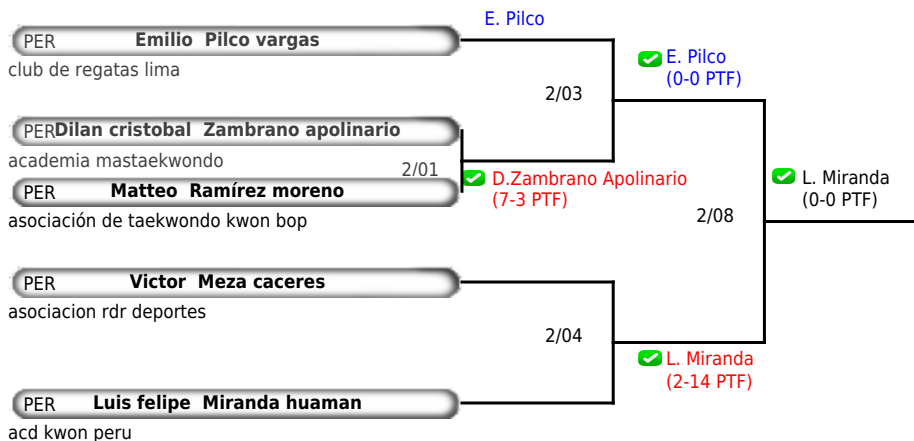 E. Pilco
PER Emilio Pilco vargas
club de regatas lima
E. Pilco
(0-0 PTF)
2/03
PER Dilan cristobal Zambrano apolinario
academia mastaekwondo
2/01
D.Zambrano Apolinario
(7-3 PTF)
PER Matteo Ramírez moreno
asociación de taekwondo kwon bop
L. Miranda
(0-0 PTF)
2/08
PER Victor Meza caceres
asociacion rdr deportes
2/04
L. Miranda
(2-14 PTF)
PER Luis felipe Miranda huaman
acd kwon peru